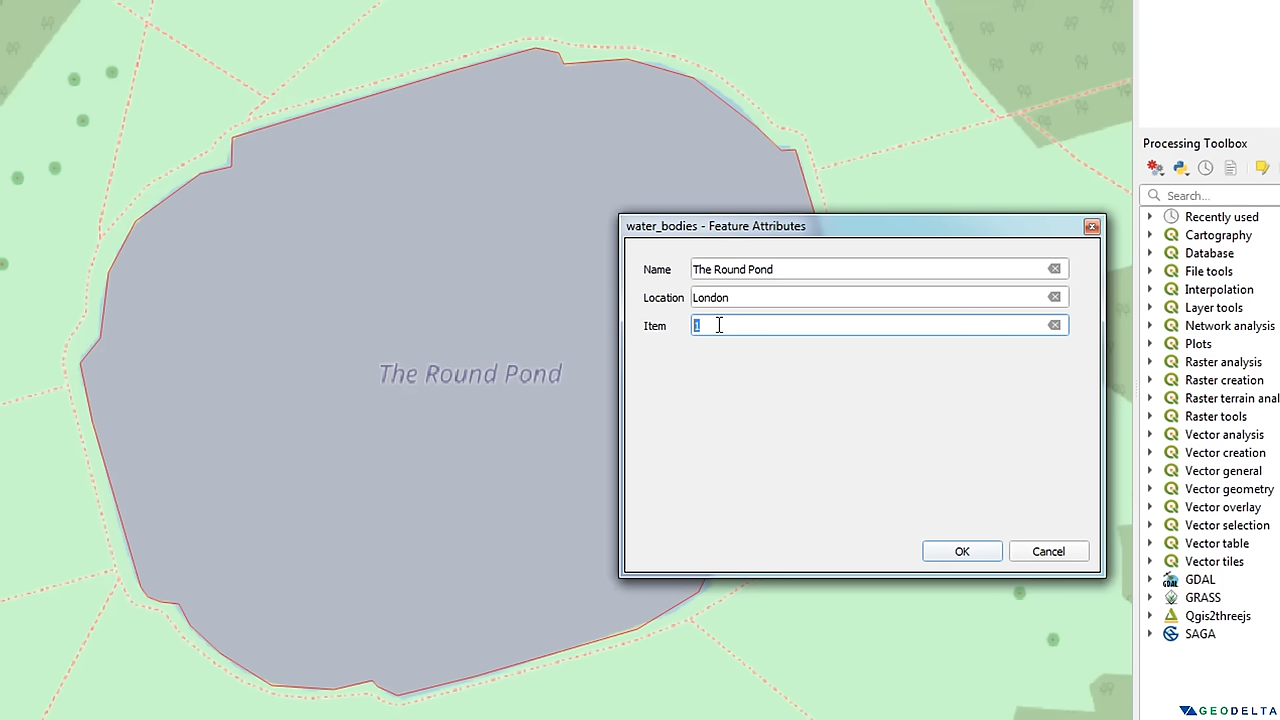 The Round Pond
water_bodies - Feature Attributes
Name
The Round Pond
Location
London
Item
1
OK
Cancel
Processing Toolbox
Search...
Recently used
Cartography
Database
File tools
Interpolation
Layer tools
Network analysis
Plots
Raster analysis
Raster creation
Raster terrain anal
Raster tools
Vector analysis
Vector creation
Vector general
Vector geometry
Vector overlay
Vector selection
Vector table
Vector tiles
GDAL
GRASS
Qgis2threejs
SAGA
GEODELTA